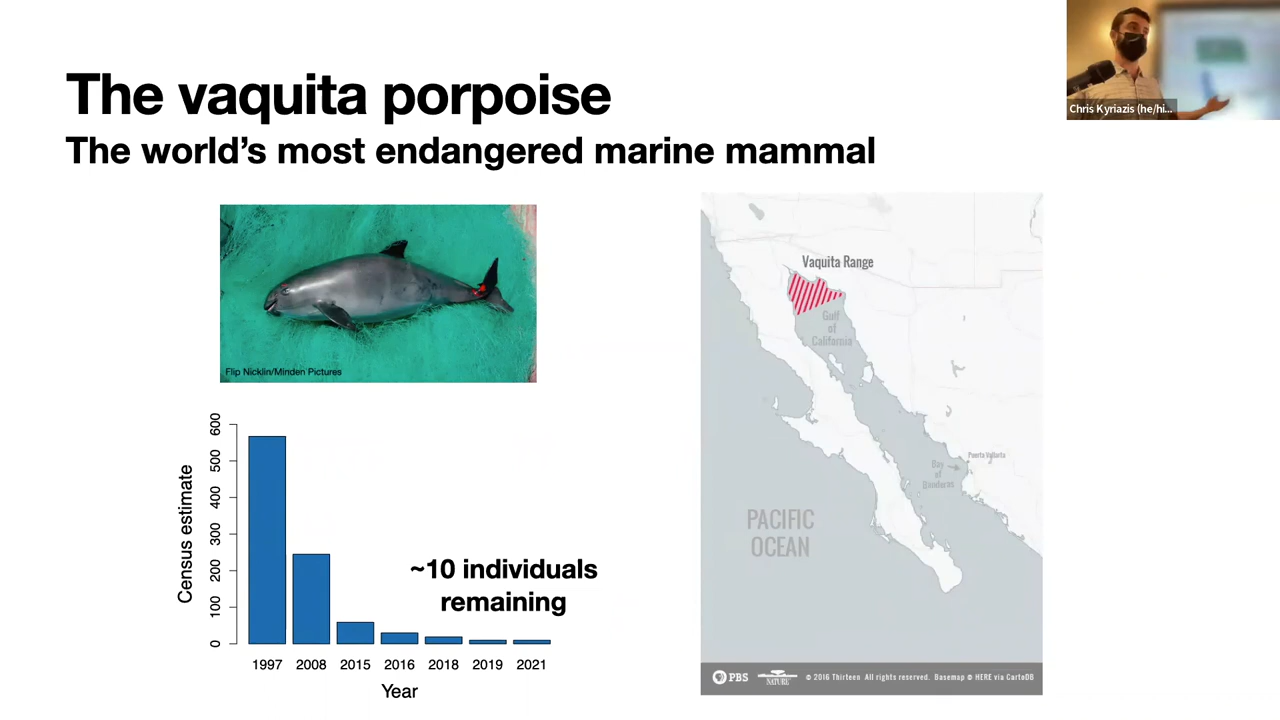 The vaquita porpoise
The world's most endangered marine mammal
Chris Kyriazis (he/hi...
Flip Nicklin/Minden Pictures
Census estimate
600
500
400
300
200
100
0
1997 2008 2015 2016 2018 2019 2021
Year
~10 individuals
remaining
Vaquita Range
Gulf
of
California
Puerto Vallarta
Bay
of
Banderas
PACIFIC
OCEAN
PBS NATURE © 2016 Thirteen All rights reserved. Basemap © HERE via CartoDB